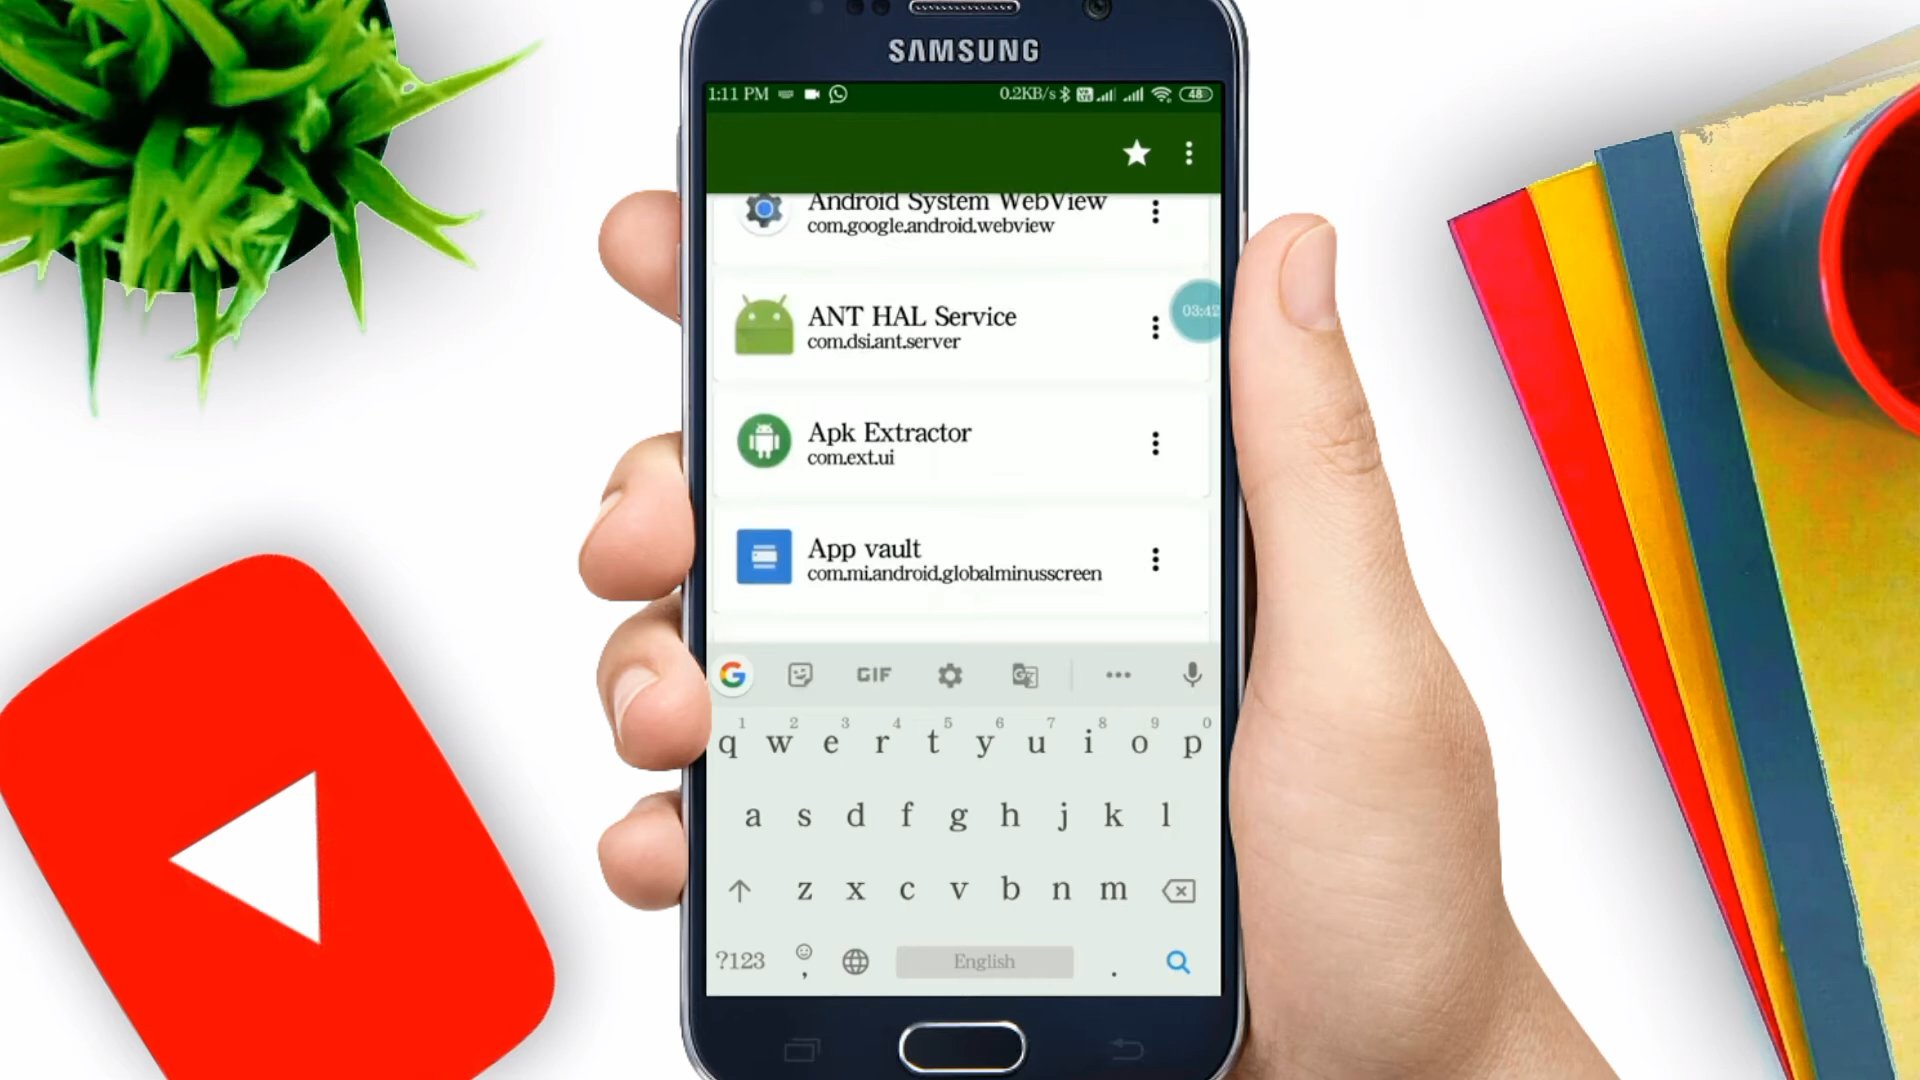 SAMSUNG
1:11 PM
0.2KB/s
48
Android System WebView
com.google.android.webview
ANT HAL Service
com.dsi.ant.server
03:42
Apk Extractor
com.ext.ui
App vault
com.mi.android.globalminusscreen
G GIF
1 2 3 4 5 6 7 8 9 0
q w e r t y u i o p
a s d f g h j k l
z x c v b n m
?123 , English .